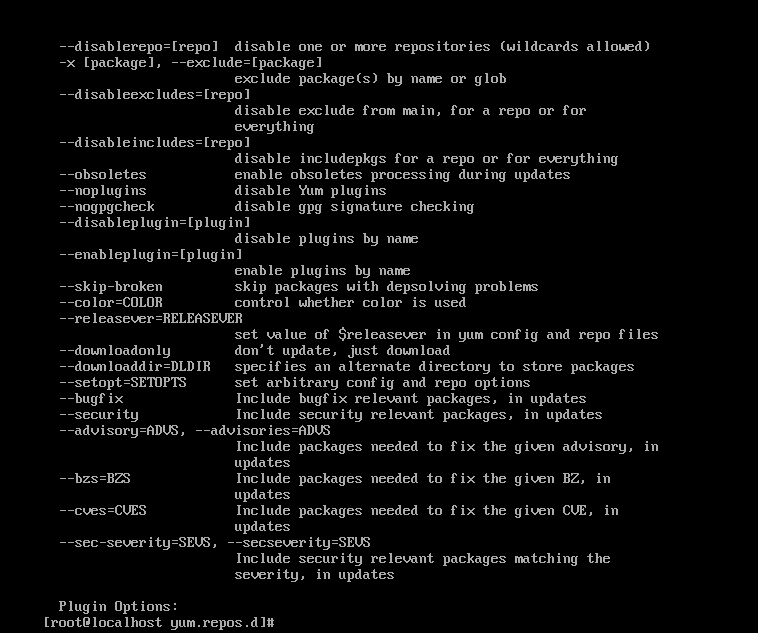 --disablerepo=[repo]  disable one or more repositories (wildcards allowed)
-x [package], --exclude=[package]
exclude package(s) by name or glob
--disableexcludes=[repo]
disable exclude from main, for a repo or for
everything
--disableincludes=[repo]
disable includepkgs for a repo or for everything
--obsoletes           enable obsoletes processing during updates
--noplugins           disable Yum plugins
--nogpgcheck          disable gpg signature checking
--disableplugin=[plugin]
disable plugins by name
--enableplugin=[plugin]
enable plugins by name
--skip-broken         skip packages with depsolving problems
--color=COLOR         control whether color is used
--releasever=RELEASEVER
set value of $releasever in yum config and repo files
--downloadonly        don't update, just download
--downloaddir=DLDIR   specifies an alternate directory to store packages
--setopt=SETOPTS      set arbitrary config and repo options
--bugfix              Include bugfix relevant packages, in updates
--security            Include security relevant packages, in updates
--advisory=ADVS, --advisories=ADVS
Include packages needed to fix the given advisory, in
updates
--bzs=BZS             Include packages needed to fix the given BZ, in
updates
--cves=CVES           Include packages needed to fix the given CVE, in
updates
--sec-severity=SEVS, --secseverity=SEVS
Include security relevant packages matching the
severity, in updates
Plugin Options:
[root@localhost yum.repos.d]#